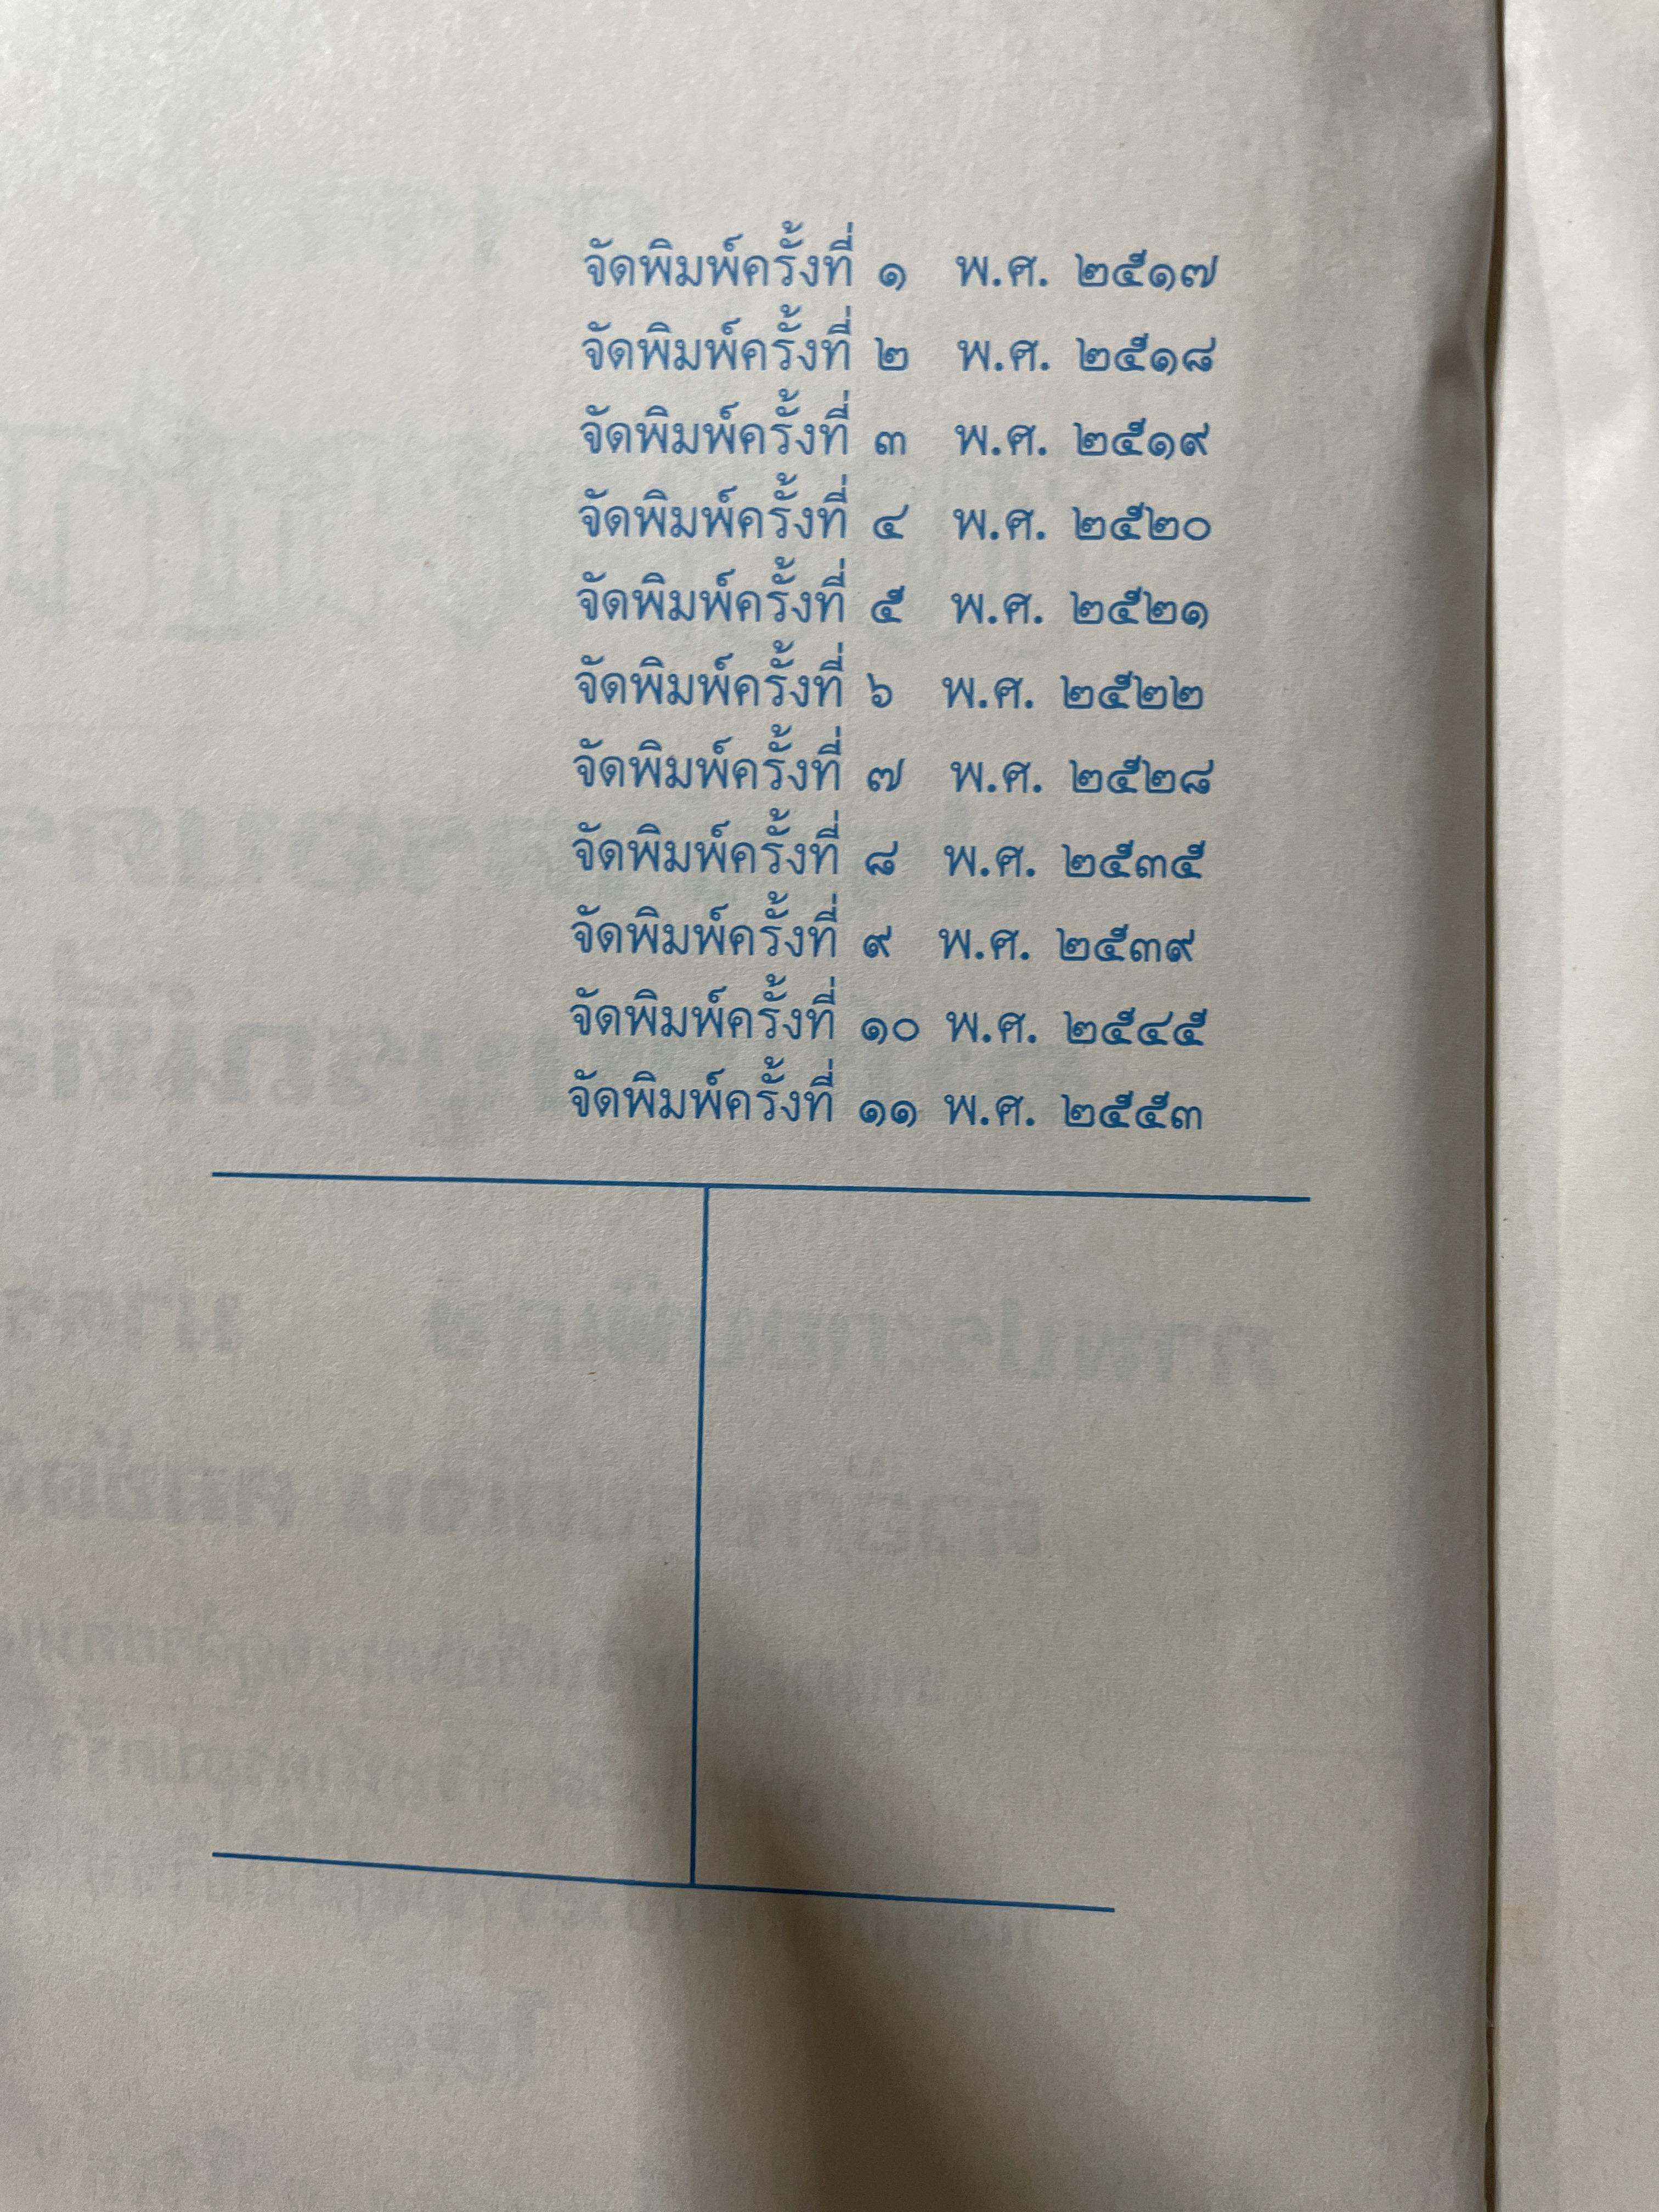 จัดพิมพ์ครั้งที่ ๑ พ.ศ. ๒๕๑๗
จัดพิมพ์ครั้งที่ ๒ พ.ศ. ๒๕๑๘
จัดพิมพ์ครั้งที่ ๓ พ.ศ. ๒๕๑๙
จัดพิมพ์ครั้งที่ ๔ พ.ศ. ๒๕๒๐
จัดพิมพ์ครั้งที่ ๕ พ.ศ. ๒๕๒๑
จัดพิมพ์ครั้งที่ ๖ พ.ศ. ๒๕๒๒
จัดพิมพ์ครั้งที่ ๗ พ.ศ. ๒๕๒๘
จัดพิมพ์ครั้งที่ ๘ พ.ศ. ๒๕๓๕
จัดพิมพ์ครั้งที่ ๙ พ.ศ. ๒๕๓๙
จัดพิมพ์ครั้งที่ ๑๐ พ.ศ. ๒๕๔๕
จัดพิมพ์ครั้งที่ ๑๑ พ.ศ. ๒๕๕๓